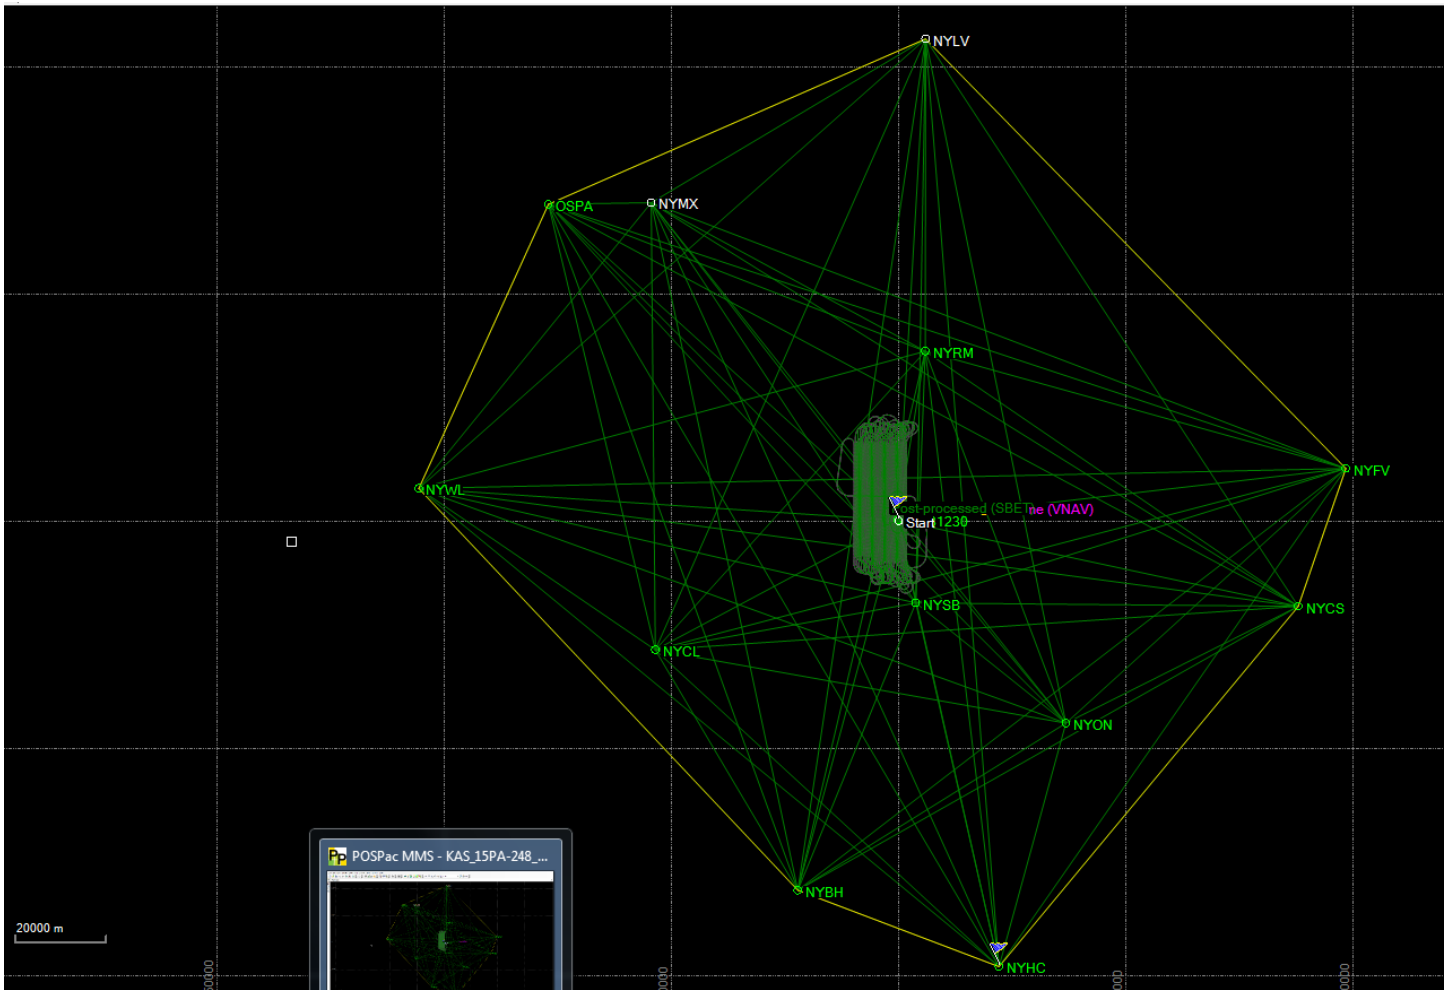 NYLV
OSPA
NYMX
NYRM
NYWL
NYFV
ost-processed (SBET
ne (VNAV)
Start
1230
NYSB
NYCS
NYCL
NYON
POSPac MMS - KAS_15PA-248_...
NYBH
20000 m
NYHC